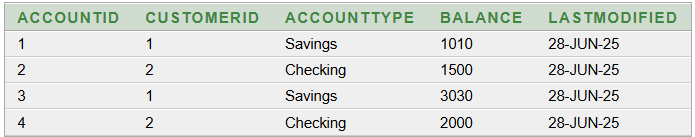 ACCOUNTID CUSTOMERID ACCOUNTTYPE BALANCE LASTMODIFIED
1 1 Savings 1010 28-JUN-25
2 2 Checking 1500 28-JUN-25
3 1 Savings 3030 28-JUN-25
4 2 Checking 2000 28-JUN-25